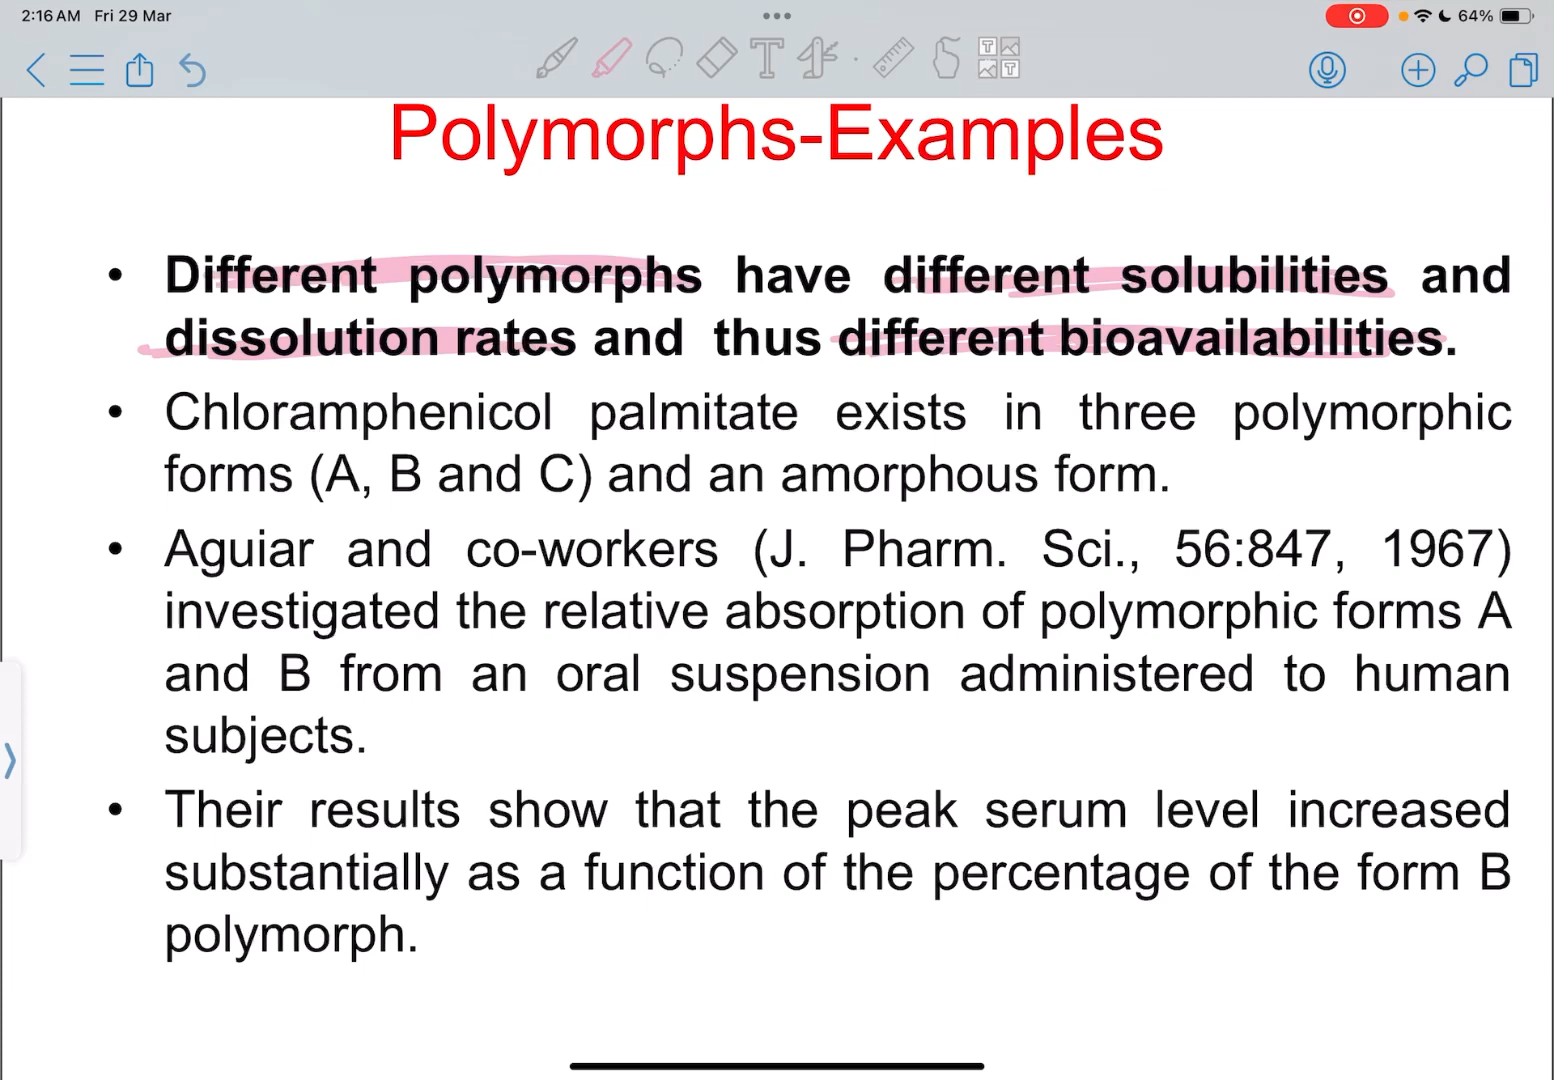 2:16 AM Fri 29 Mar
64%
Polymorphs-Examples
• Different polymorphs have different solubilities and
dissolution rates and thus different bioavailabilities.
• Chloramphenicol palmitate exists in three polymorphic
forms (A, B and C) and an amorphous form.
• Aguiar and co-workers (J. Pharm. Sci., 56:847, 1967)
investigated the relative absorption of polymorphic forms A
and B from an oral suspension administered to human
subjects.
• Their results show that the peak serum level increased
substantially as a function of the percentage of the form B
polymorph.